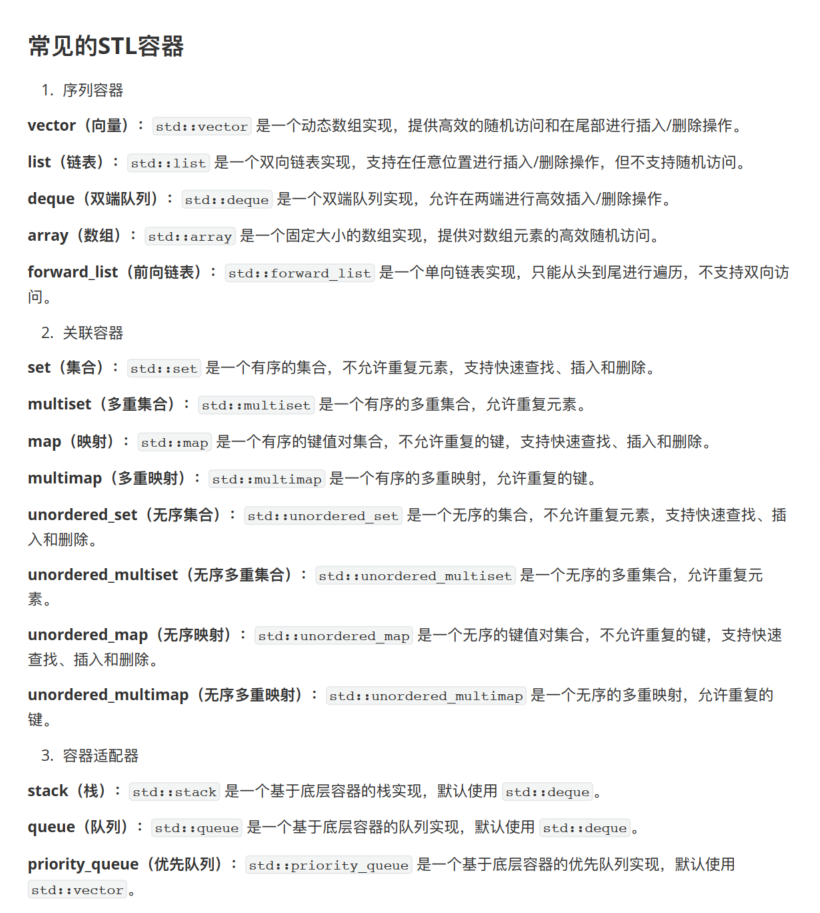 常见的STL容器
1. 序列容器
vector（向量）： std::vector 是一个动态数组实现，提供高效的随机访问和在尾部进行插入/删除操作。
list（链表）： std::list 是一个双向链表实现，支持在任意位置进行插入/删除操作，但不支持随机访问。
deque（双端队列）： std::deque 是一个双端队列实现，允许在两端进行高效插入/删除操作。
array（数组）： std::array 是一个固定大小的数组实现，提供对数组元素的高效随机访问。
forward_list（前向链表）： std::forward_list 是一个单向链表实现，只能从头到尾进行遍历，不支持双向访
问。
2. 关联容器
set（集合）： std::set 是一个有序的集合，不允许重复元素，支持快速查找、插入和删除。
multiset（多重集合）： std::multiset 是一个有序的多重集合，允许重复元素。
map（映射）： std::map 是一个有序的键值对集合，不允许重复的键，支持快速查找、插入和删除。
multimap（多重映射）： std::multimap 是一个有序的多重映射，允许重复的键。
unordered_set（无序集合）： std::unordered_set 是一个无序的集合，不允许重复元素，支持快速查找、插
入和删除。
unordered_multiset（无序多重集合）： std::unordered_multiset 是一个无序的多重集合，允许重复元
素。
unordered_map（无序映射）： std::unordered_map 是一个无序的键值对集合，不允许重复的键，支持快速
查找、插入和删除。
unordered_multimap（无序多重映射）： std::unordered_multimap 是一个无序的多重映射，允许重复的
键。
3. 容器适配器
stack（栈）： std::stack 是一个基于底层容器的栈实现，默认使用 std::deque 。
queue（队列）： std::queue 是一个基于底层容器的队列实现，默认使用 std::deque 。
priority_queue（优先队列）： std::priority_queue 是一个基于底层容器的优先队列实现，默认使用
std::vector 。